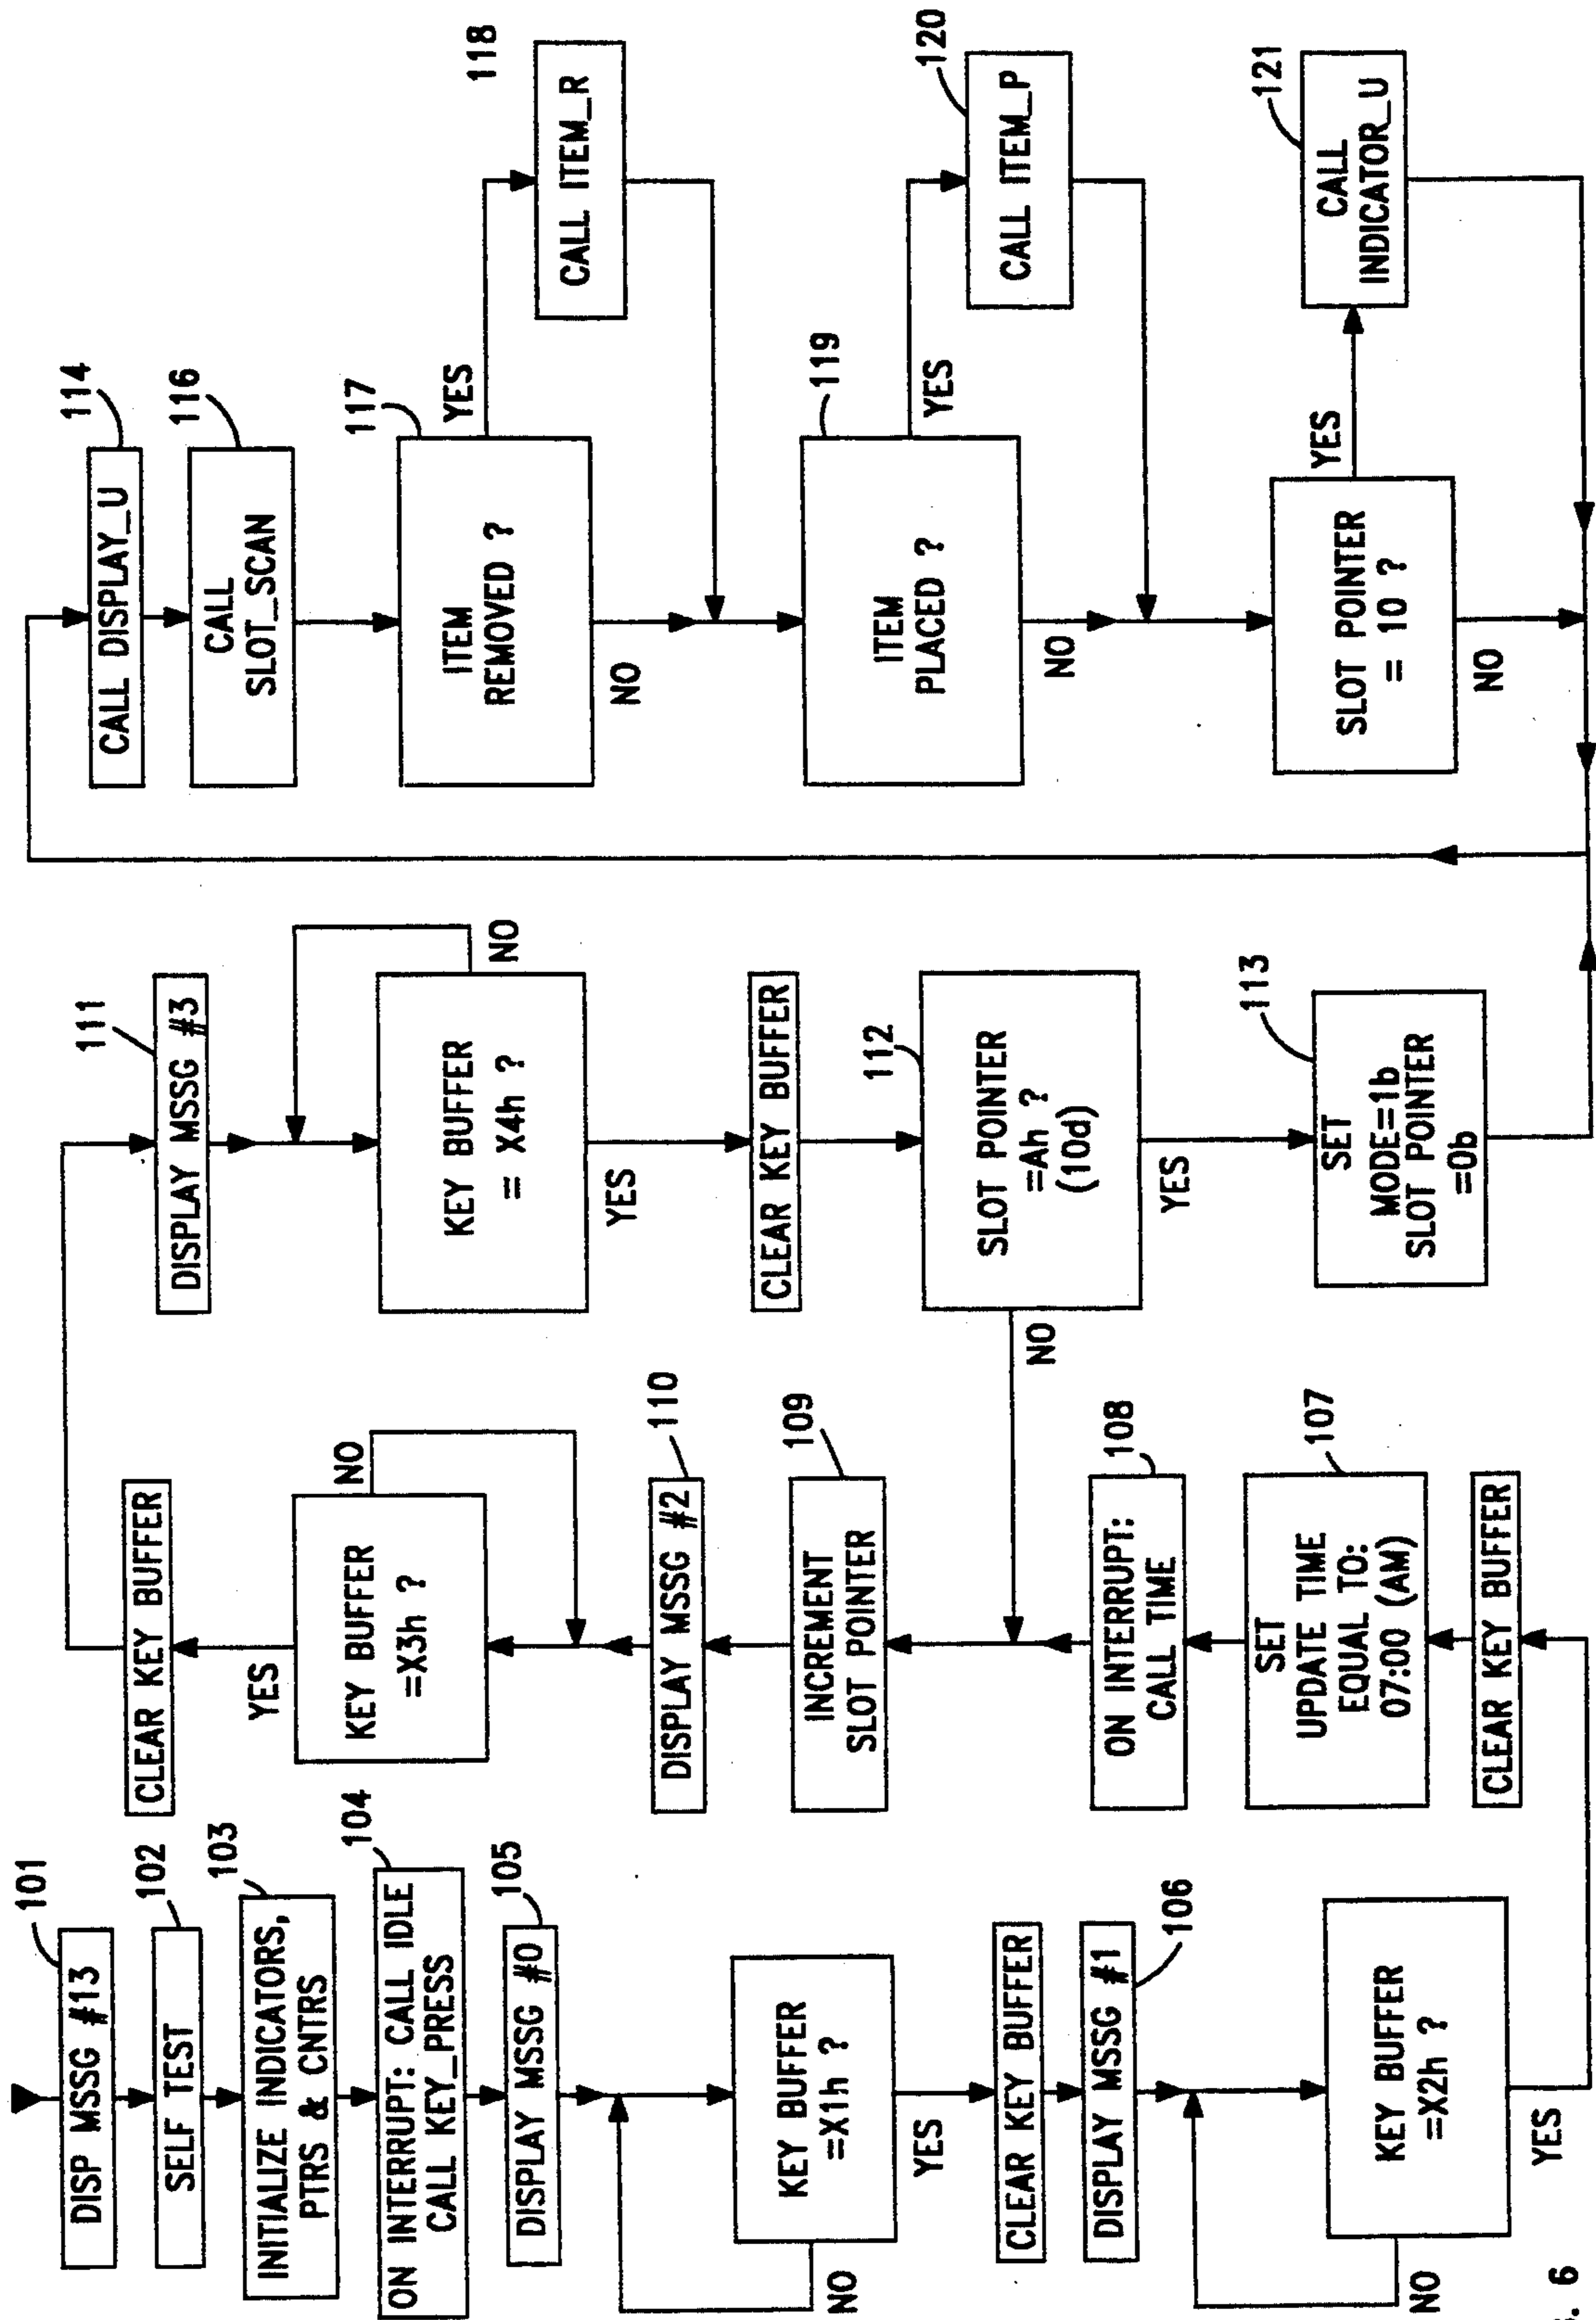 101
DISP MSSG #13
102
SELF TEST
103
INITIALIZE INDICATORS,
PTRS & CNTRS
104
ON INTERRUPT: CALL IDLE
CALL KEY_PRESS
105
DISPLAY MSSG #0
KEY BUFFER
=X1h ?
NO
YES
CLEAR KEY BUFFER
DISPLAY MSSG #1
106
KEY BUFFER
=X2h ?
NO
YES
CLEAR KEY BUFFER
SET
UPDATE TIME
EQUAL TO:
07:00 (AM)
107
ON INTERRUPT:
CALL TIME
108
INCREMENT
SLOT POINTER
109
DISPLAY MSSG #2
110
KEY BUFFER
=X3h ?
NO
YES
CLEAR KEY BUFFER
111
DISPLAY MSSG #3
KEY BUFFER
= X4h ?
NO
YES
CLEAR KEY BUFFER
112
SLOT POINTER
=Ah ?
(10d)
NO
YES
113
SET
MODE=1b
SLOT POINTER
=0b
114
CALL DISPLAY_U
116
CALL
SLOT_SCAN
117
ITEM
REMOVED ?
YES
NO
118
CALL ITEM_R
119
ITEM
PLACED ?
YES
NO
120
CALL ITEM_P
SLOT POINTER
= 10 ?
YES
NO
121
CALL
INDICATOR_U
6